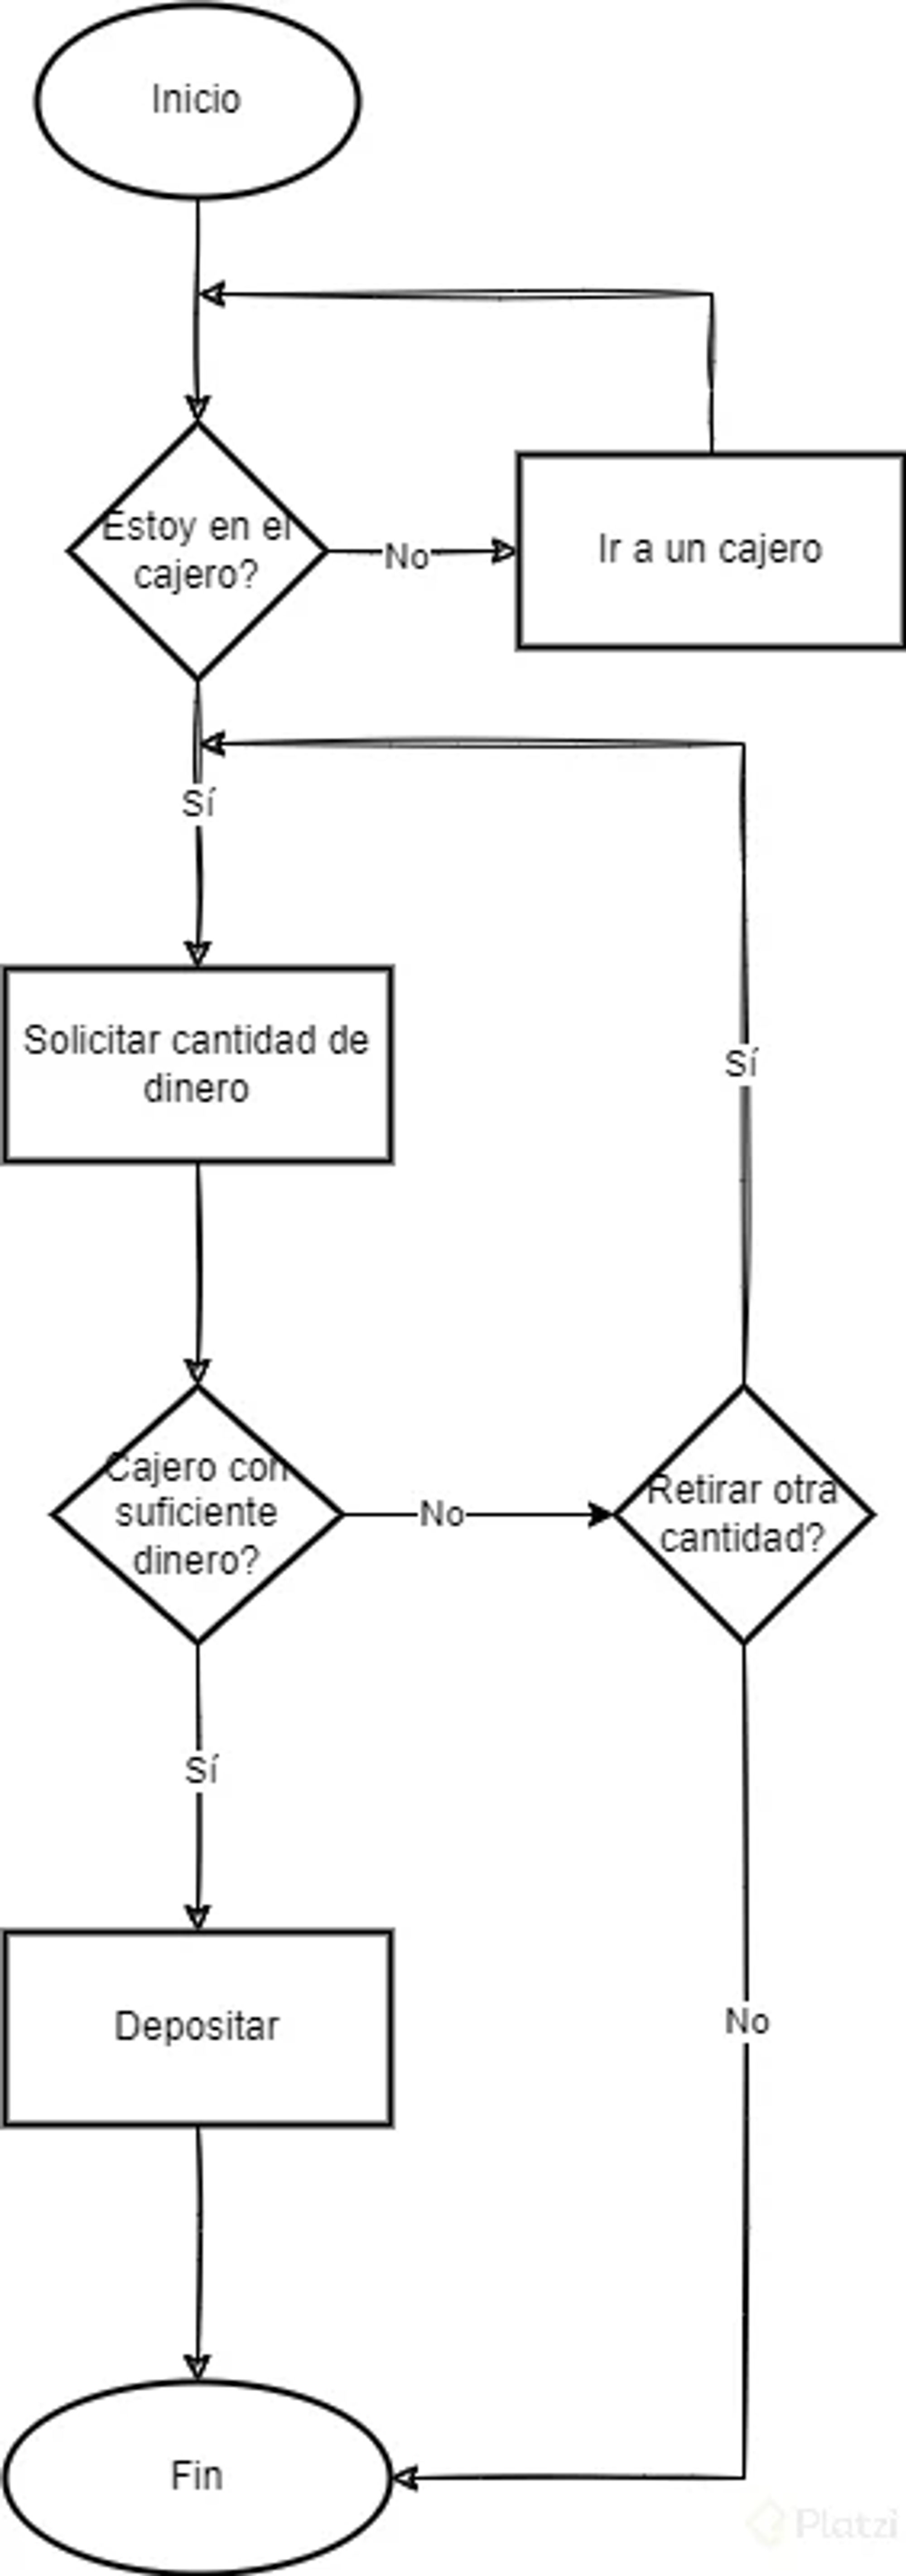 Inicio
Estoy en el
cajero?
No
Ir a un cajero
Sí
Solicitar cantidad de
dinero
Sí
Cajero con
suficiente
dinero?
No
Retirar otra
cantidad?
Sí
Depositar
No
Fin
Platzi